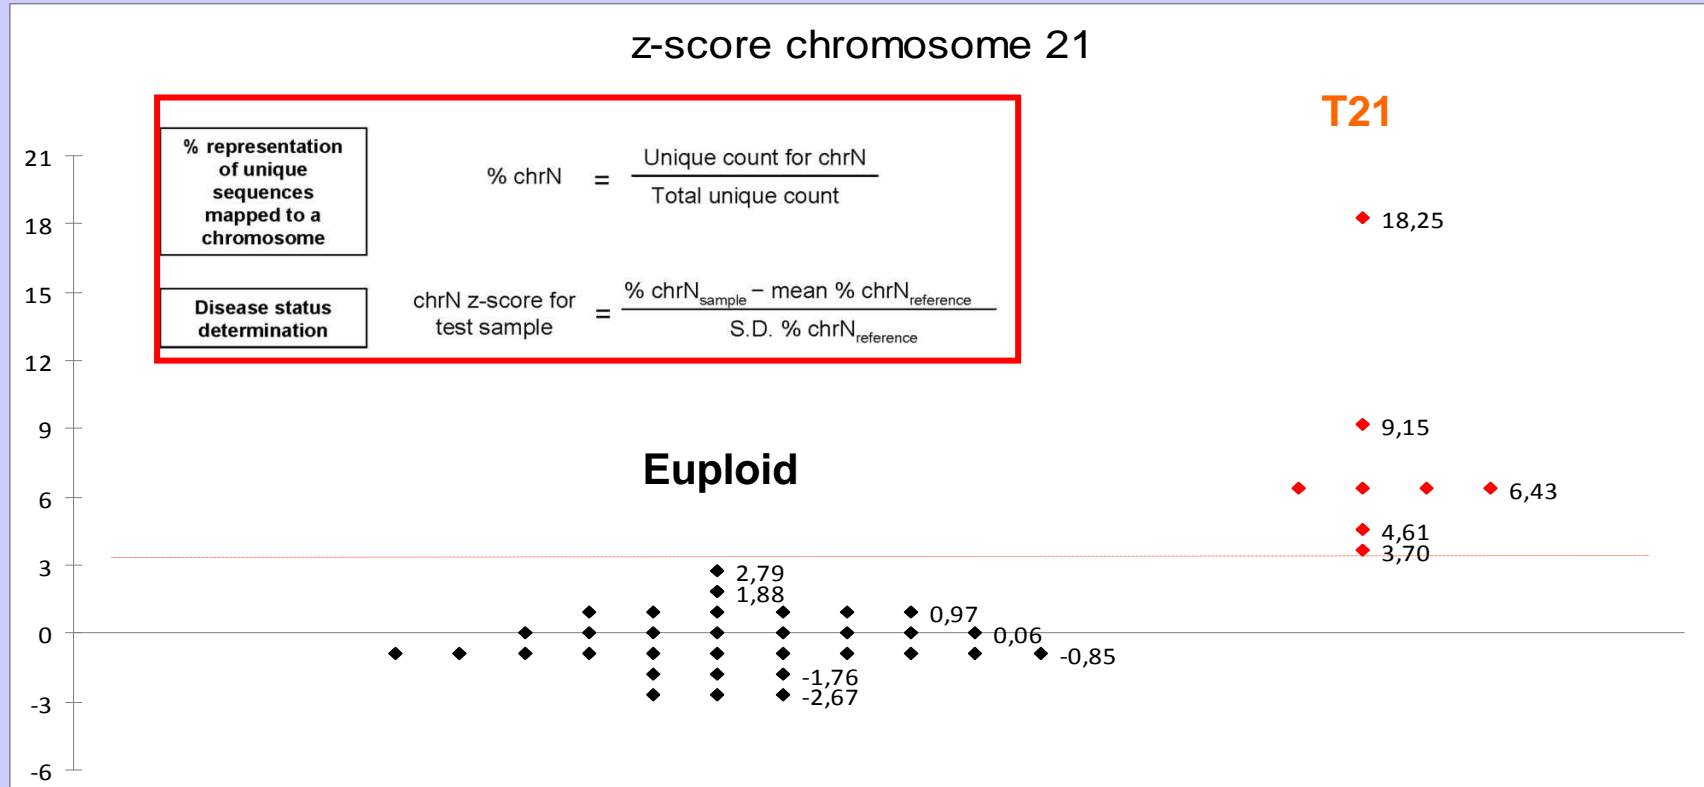 z-score chromosome 21
T21
% representation
of unique
sequences
mapped to a
chromosome
% chrN = Unique count for chrN
Total unique count
Disease status
determination
chrN z-score for
test sample
= % chrNsample − mean % chrNreference
S.D. % chrNreference
21
18
15
12
9
6
3
0
-3
-6
Euploid
18,25
9,15
6,43
4,61
3,70
2,79
1,88
0,97
0,06
-0,85
-1,76
-2,67